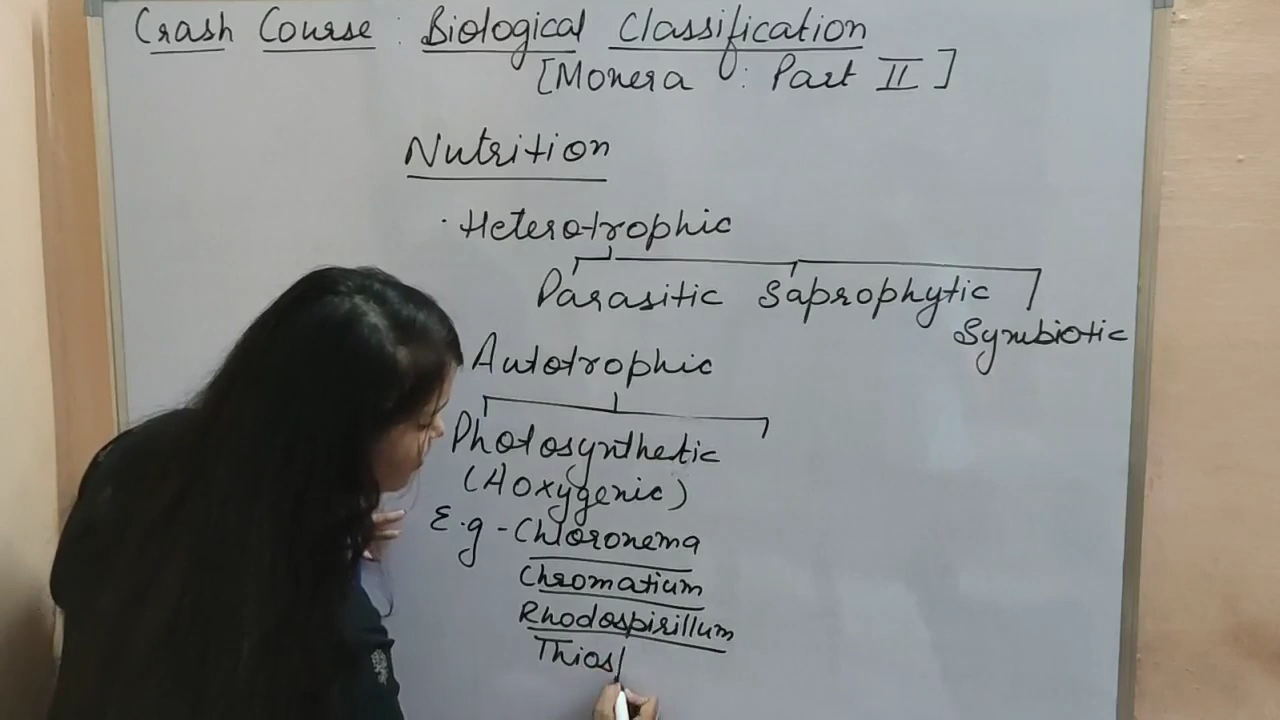 Crash Course : Biological Classification
[Monera : Part II]
Nutrition
· Heterotrophic
Parasitic Saprophytic
Symbiotic
Autotrophic
Photosynthetic
(Aoxygenic)
E.g - Chloronema
Chromatium
Rhodospirillum
Thios